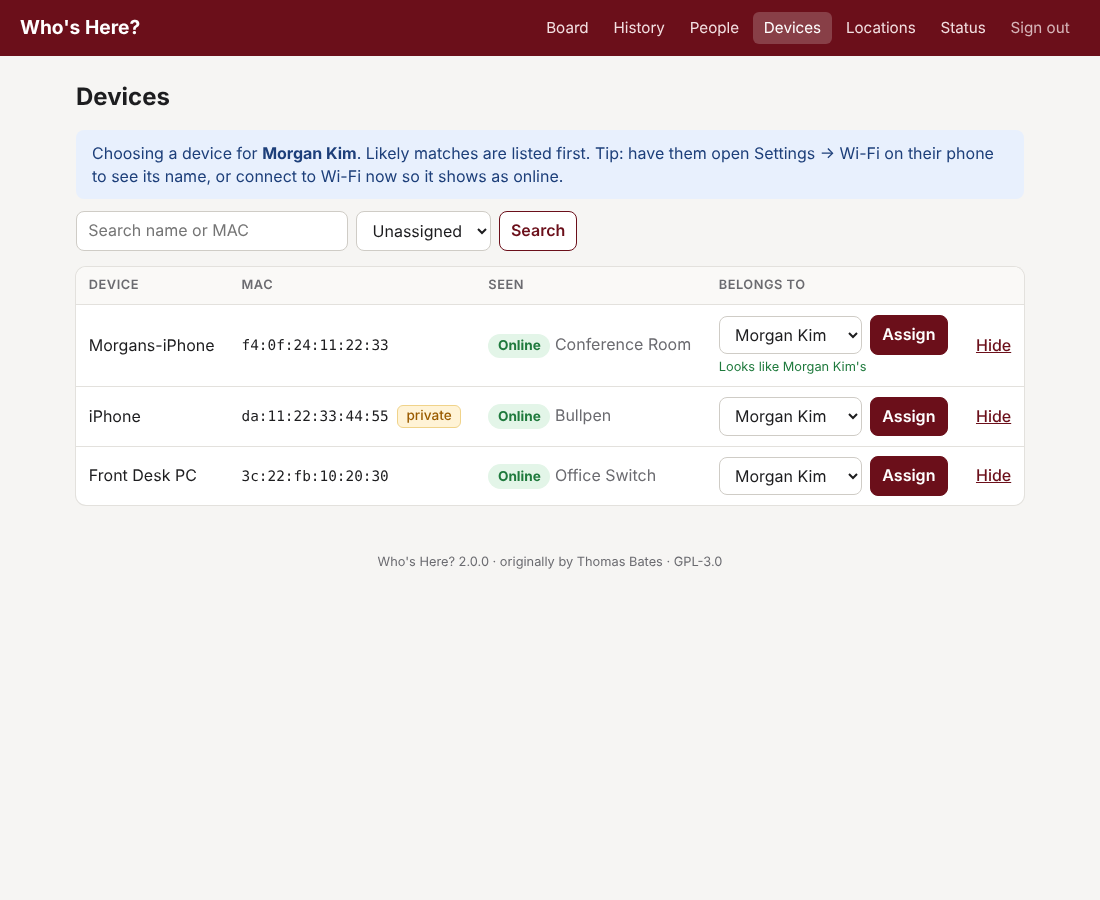 Who's Here?
Board History People Devices Locations Status Sign out
Devices
Choosing a device for Morgan Kim. Likely matches are listed first. Tip: have them open Settings → Wi-Fi on their phone
to see its name, or connect to Wi-Fi now so it shows as online.
Search name or MAC Unassigned Search
DEVICE MAC SEEN BELONGS TO
Morgans-iPhone f4:0f:24:11:22:33 Online Conference Room Morgan Kim Assign Hide
Looks like Morgan Kim's
iPhone da:11:22:33:44:55 private Online Bullpen Morgan Kim Assign Hide
Front Desk PC 3c:22:fb:10:20:30 Online Office Switch Morgan Kim Assign Hide
Who's Here? 2.0.0 · originally by Thomas Bates · GPL-3.0